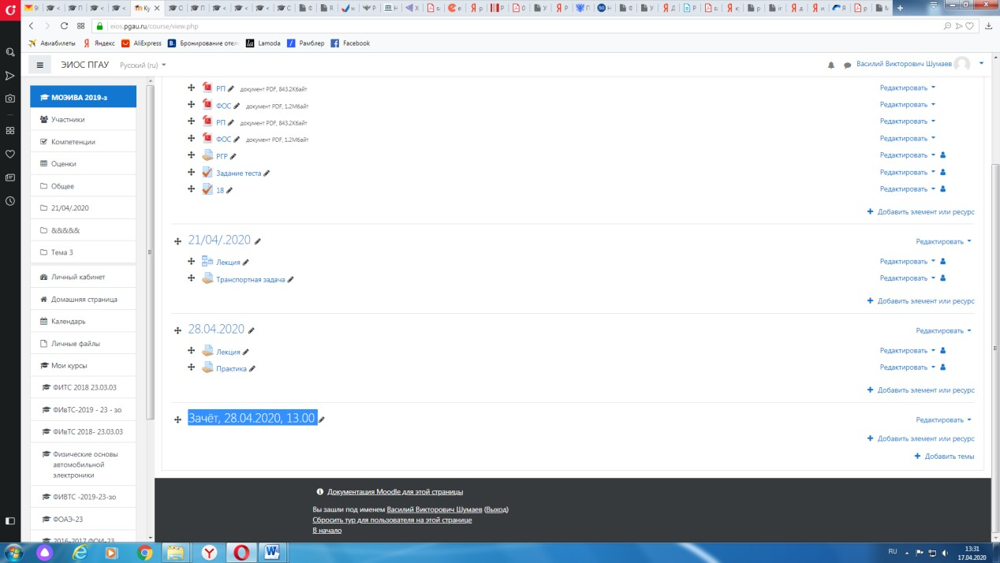 eios.pgau.ru/course/view.php
Авиабилеты Яндекс AliExpress Бронирование отеле Lamoda Рамблер Facebook
ЭИОС ПГАУ Русский (ru) Василий Викторович Шумаев
МОЭИВА 2019-з
Участники
Компетенции
Оценки
Общее
21/04/.2020
&&&&&
Тема 3
Личный кабинет
Домашняя страница
Календарь
Личные файлы
Мои курсы
ФИТС 2018 23.03.03
ФИвТС-2019 - 23 - зо
ФИвТС 2018- 23.03.03
Физические основы
автомобильной
электроники
ФИВТС -2019-23-зо
ФОАЭ-23
2016-2017 ФОИ-23
РП документ PDF, 843.2Кбайт Редактировать
ФОС документ PDF, 1.2Мбайт Редактировать
РП документ PDF, 843.2Кбайт Редактировать
ФОС документ PDF, 1.2Мбайт Редактировать
РГР Редактировать
Задание теста Редактировать
18 Редактировать
Добавить элемент или ресурс
21/04/.2020 Редактировать
Лекция Редактировать
Транспортная задача Редактировать
Добавить элемент или ресурс
28.04.2020 Редактировать
Лекция Редактировать
Практика Редактировать
Добавить элемент или ресурс
Зачёт, 28.04.2020, 13.00 Редактировать
Добавить элемент или ресурс
Добавить темы
Документация Moodle для этой страницы
Вы зашли под именем Василий Викторович Шумаев (Выход)
Сбросить тур для пользователя на этой странице
В начало
RU 13:31
17.04.2020